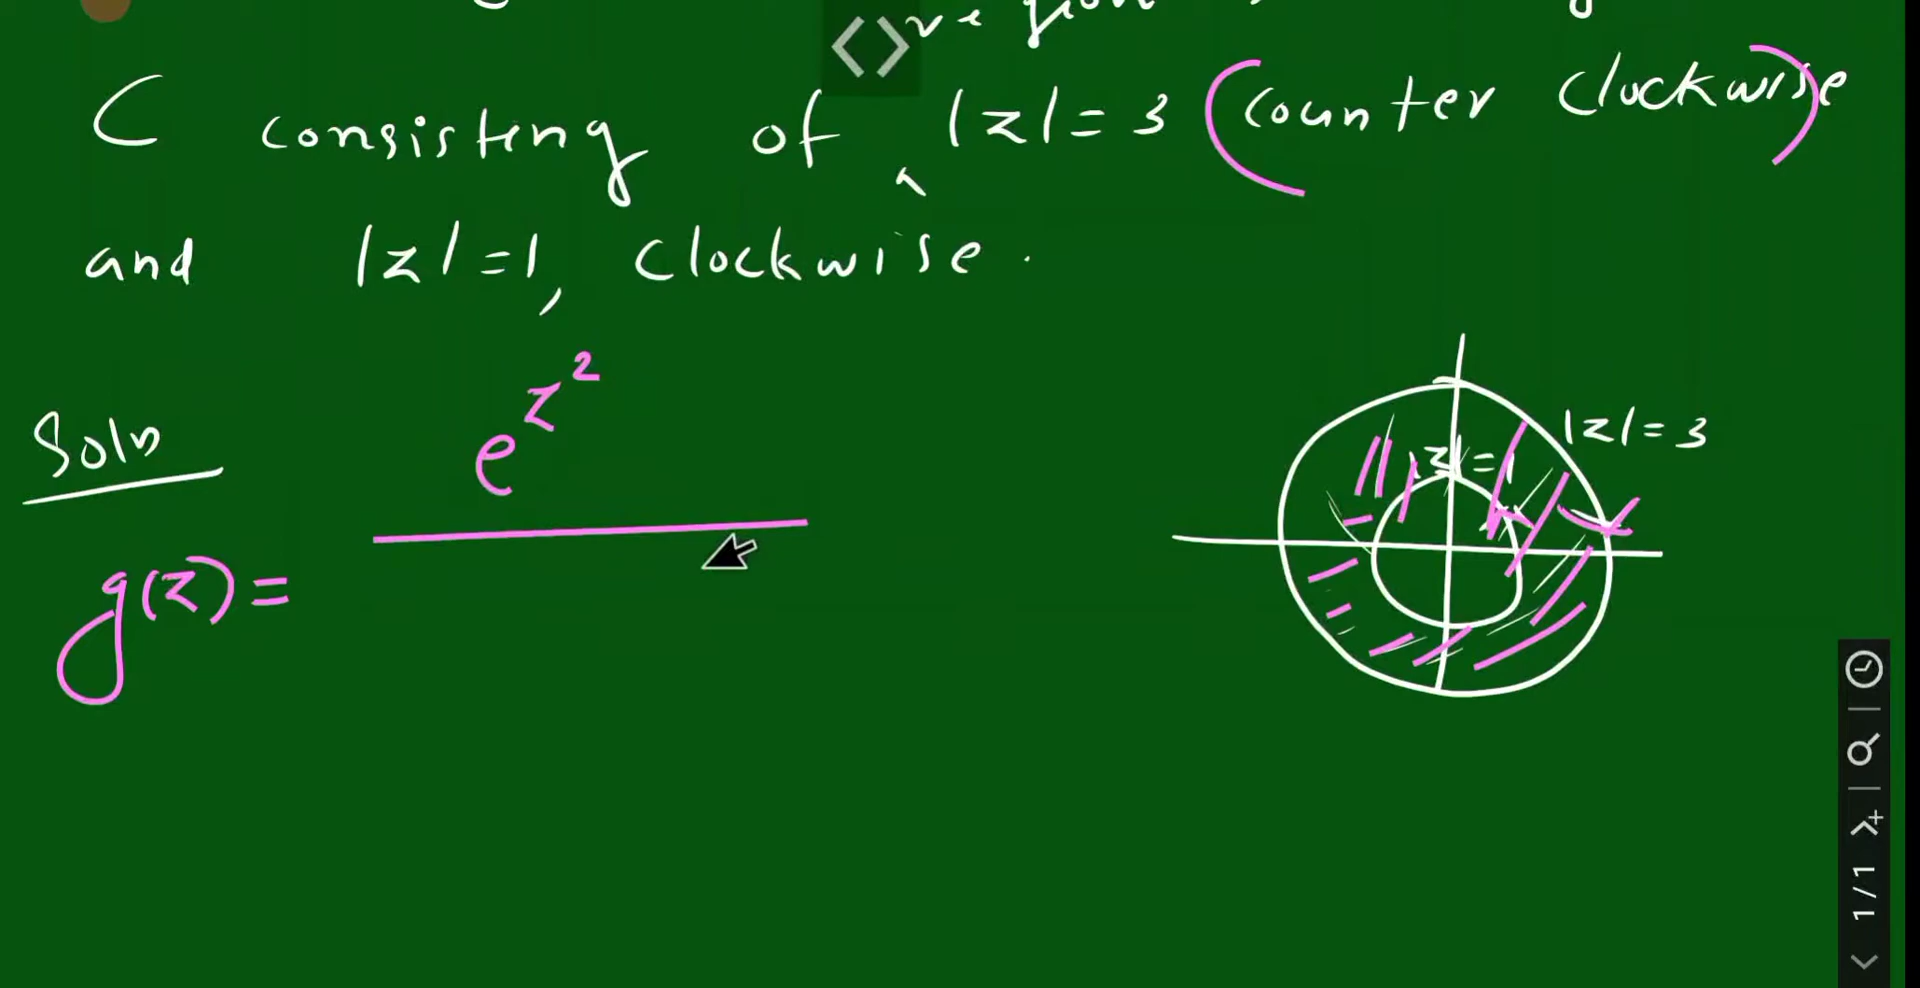 C consisting of |z| = 3 (counter clockwise)
and |z| = 1, clockwise.
Soln
e^{z^2}
g(z) =
|z| = 3
|z| = 1
1/1